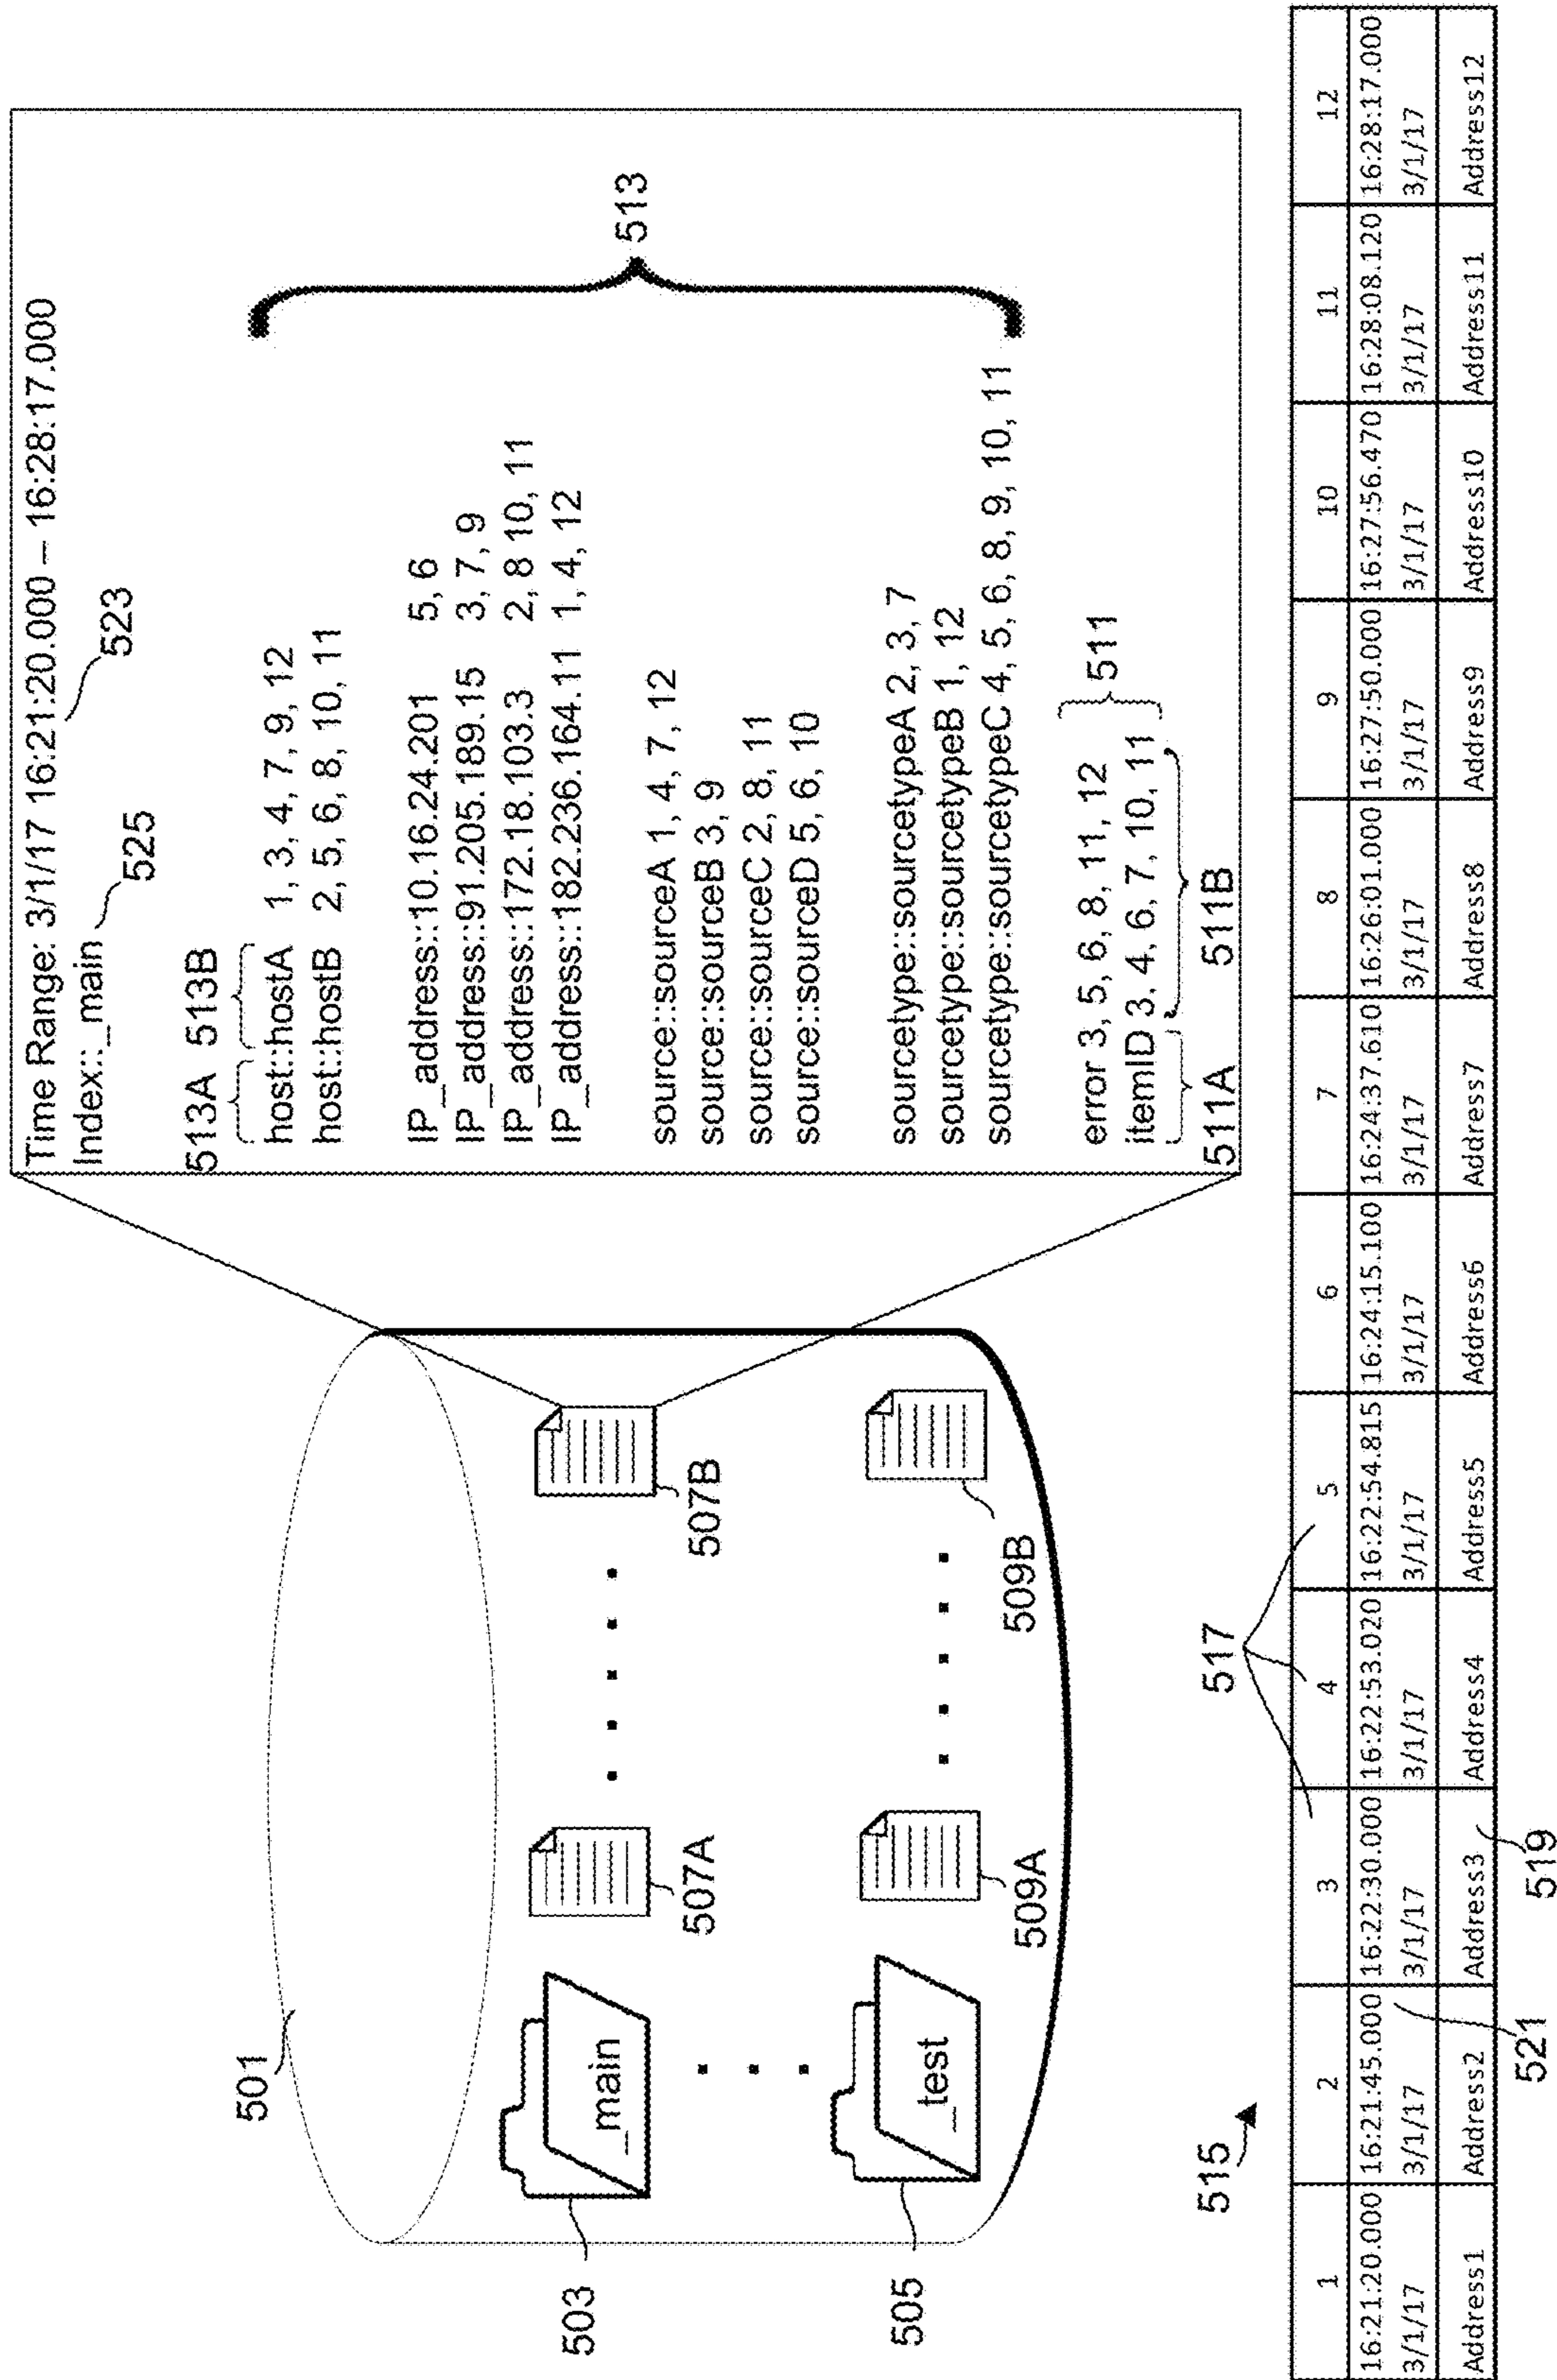 501
503
_main
507A
507B
505
_test
509A
509B
Time Range: 3/1/17 16:21:20.000 – 16:28:17.000
523
Index::_main
525
513A 513B
host::hostA 1, 3, 4, 7, 9, 12
host::hostB 2, 5, 6, 8, 10, 11
IP_address::10.16.24.201 5, 6
IP_address::91.205.189.15 3, 7, 9
IP_address::172.18.103.3 2, 8 10, 11
IP_address::182.236.164.11 1, 4, 12
513
source::sourceA 1, 4, 7, 12
source::sourceB 3, 9
source::sourceC 2, 8, 11
source::sourceD 5, 6, 10
sourcetype::sourcetypeA 2, 3, 7
sourcetype::sourcetypeB 1, 12
sourcetype::sourcetypeC 4, 5, 6, 8, 9, 10, 11
error 3, 5, 6, 8, 11, 12
itemID 3, 4, 6, 7, 10, 11
511
511A 511B
515
517
1 2 3 4 5 6 7 8 9 10 11 12
16:21:20.000 16:21:45.000 16:22:30.000 16:22:53.020 16:22:54.815 16:24:15.100 16:24:37.610 16:26:01.000 16:27:50.000 16:27:56.470 16:28:08.120 16:28:17.000
3/1/17 3/1/17 3/1/17 3/1/17 3/1/17 3/1/17 3/1/17 3/1/17 3/1/17 3/1/17 3/1/17 3/1/17
Address1 Address2 Address3 Address4 Address5 Address6 Address7 Address8 Address9 Address10 Address11 Address12
521
519